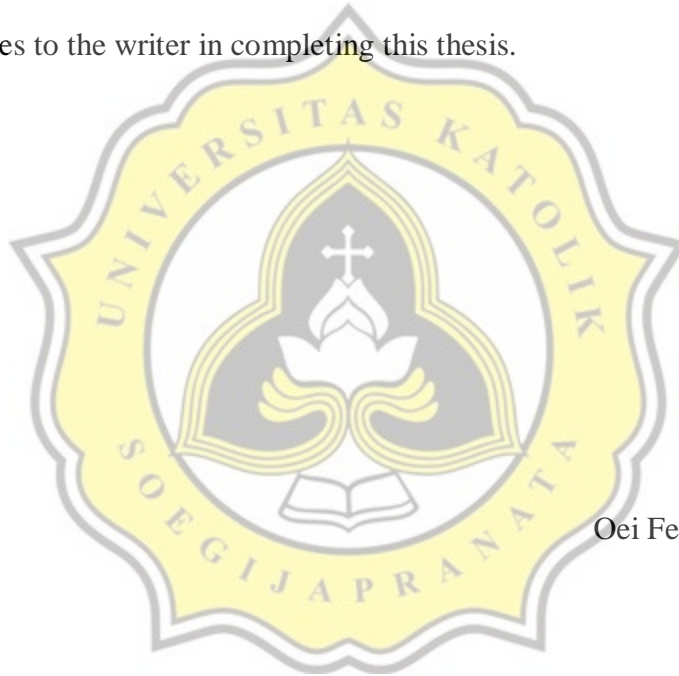 es to the writer in completing this thesis.
UNIVERSITAS KATOLIK
SOEGIJAPRANATA
Oei Fe